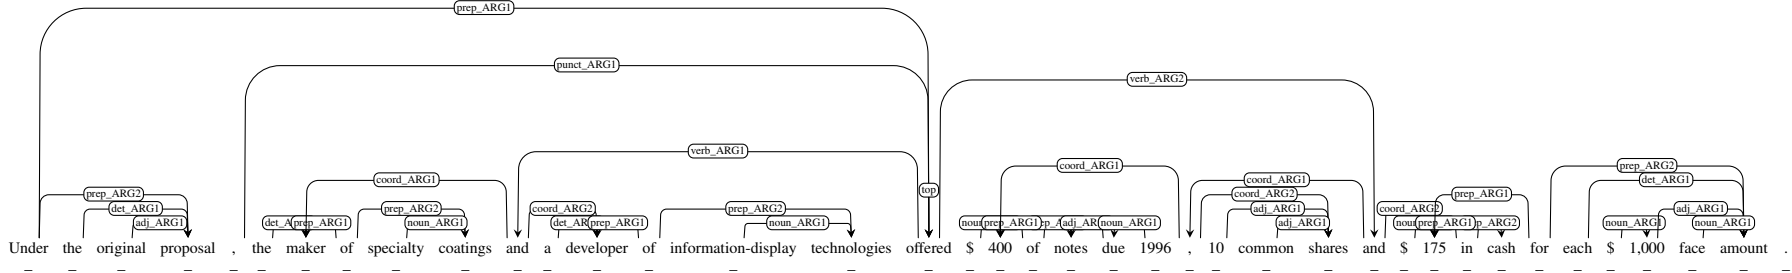 prep_ARG1
punct_ARG1
verb_ARG2
verb_ARG1
coord_ARG1
prep_ARG2 det_ARG1
coord_ARG1 top coord_ARG1
prep_ARG2 coord_ARG2 prep_ARG1
det_ARG1 prep_ARG2 coord_ARG2 prep_ARG2 adj_ARG1 coord_ARG2 adj_ARG1
adj_ARG1 prep_ARG1 noun_ARG1 prep_ARG1 noun_ARG1 prep_ARG1 noun_ARG1 adj_ARG1 prep_ARG1 noun_ARG1 noun_ARG1
Under the original proposal , the maker of specialty coatings and a developer of information-display technologies offered $ 400 of notes due 1996 , 10 common shares and $ 175 in cash for each $ 1,000 face amount .
_ _ _ _ _ _ _ _ _ _ _ _ _ _ _ _ _ _ _ _ _ _ _ _ _ _ _ _ _ _ _ _ _ _ _ _ _ _ _ _